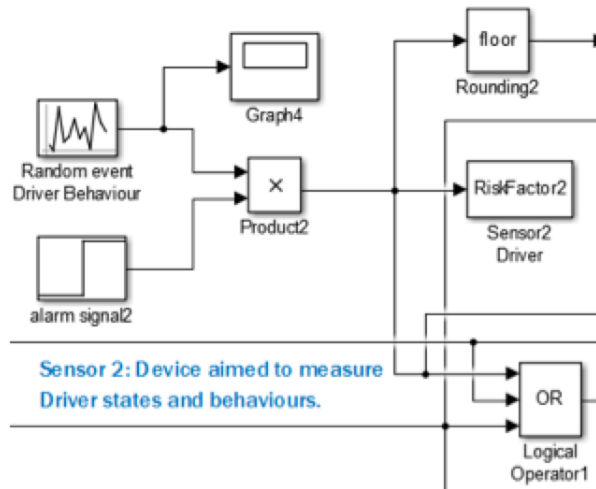 floor
Rounding2
Graph4
Random event
Driver Behaviour
×
Product2
RiskFactor2
Sensor2
Driver
alarm signal2
Sensor 2: Device aimed to measure
Driver states and behaviours.
OR
Logical
Operator1